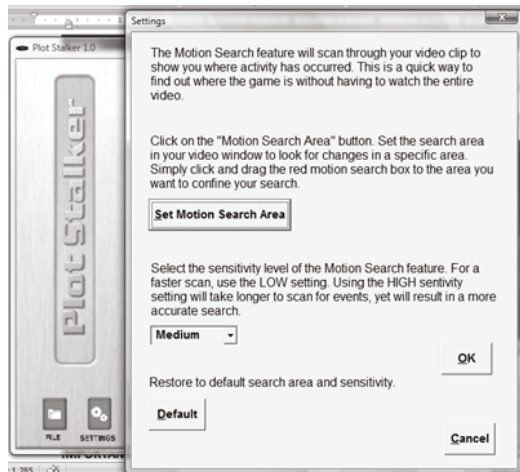 Settings
Plot Stalker 1.0
Plot Stalker
The Motion Search feature will scan through your video clip to
show you where activity has occurred. This is a quick way to
find out where the game is without having to watch the entire
video.
Click on the "Motion Search Area" button. Set the search area
in your video window to look for changes in a specific area.
Simply click and drag the red motion search box to the area you
want to confine your search.
Set Motion Search Area
Select the sensitivity level of the Motion Search feature. For a
faster scan, use the LOW setting. Using the HIGH sentivity
setting will take longer to scan for events, yet will result in a more
accurate search.
Medium
OK
Restore to default search area and sensitivity.
Default
Cancel
FILE SETTINGS